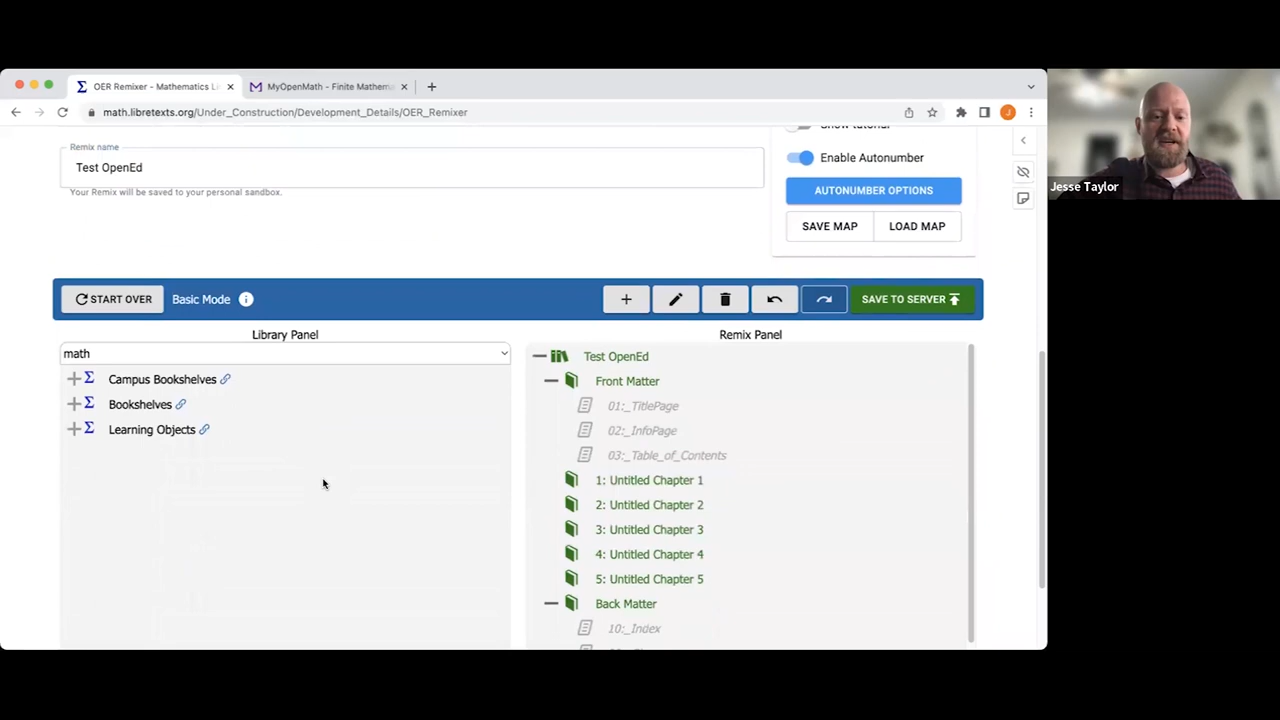 OER Remixer - Mathematics Li
MyOpenMath - Finite Mathema
math.libretexts.org/Under_Construction/Development_Details/OER_Remixer
J
Show tutorial
Remix name
Test OpenEd
Your Remix will be saved to your personal sandbox.
Enable Autonumber
AUTONUMBER OPTIONS
SAVE MAP
LOAD MAP
Jesse Taylor
START OVER
Basic Mode
SAVE TO SERVER
Library Panel
math
Campus Bookshelves
Bookshelves
Learning Objects
Remix Panel
Test OpenEd
Front Matter
01:_TitlePage
02:_InfoPage
03:_Table_of_Contents
1: Untitled Chapter 1
2: Untitled Chapter 2
3: Untitled Chapter 3
4: Untitled Chapter 4
5: Untitled Chapter 5
Back Matter
10:_Index